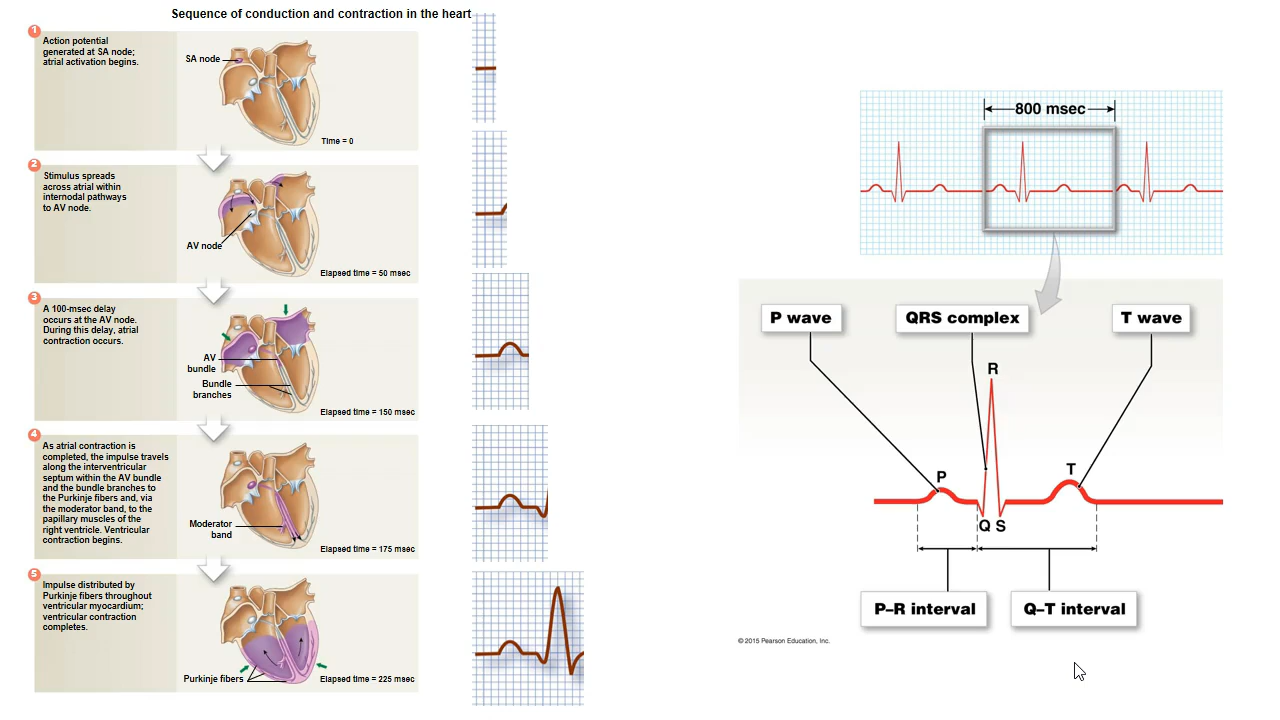 Sequence of conduction and contraction in the heart
1
Action potential
generated at SA node;
atrial activation begins.
SA node
Time = 0
2
Stimulus spreads
across atrial within
internodal pathways
to AV node.
AV node
Elapsed time = 50 msec
3
A 100-msec delay
occurs at the AV node.
During this delay, atrial
contraction occurs.
AV
bundle
Bundle
branches
Elapsed time = 150 msec
4
As atrial contraction is
completed, the impulse travels
along the interventricular
septum within the AV bundle
and the bundle branches to
the Purkinje fibers and, via
the moderator band, to the
papillary muscles of the
right ventricle. Ventricular
contraction begins.
Moderator
band
Elapsed time = 175 msec
5
Impulse distributed by
Purkinje fibers throughout
ventricular myocardium;
ventricular contraction
completes.
Purkinje fibers
Elapsed time = 225 msec
800 msec
P wave
QRS complex
T wave
R
P
T
Q S
P–R interval
Q–T interval
© 2015 Pearson Education, Inc.